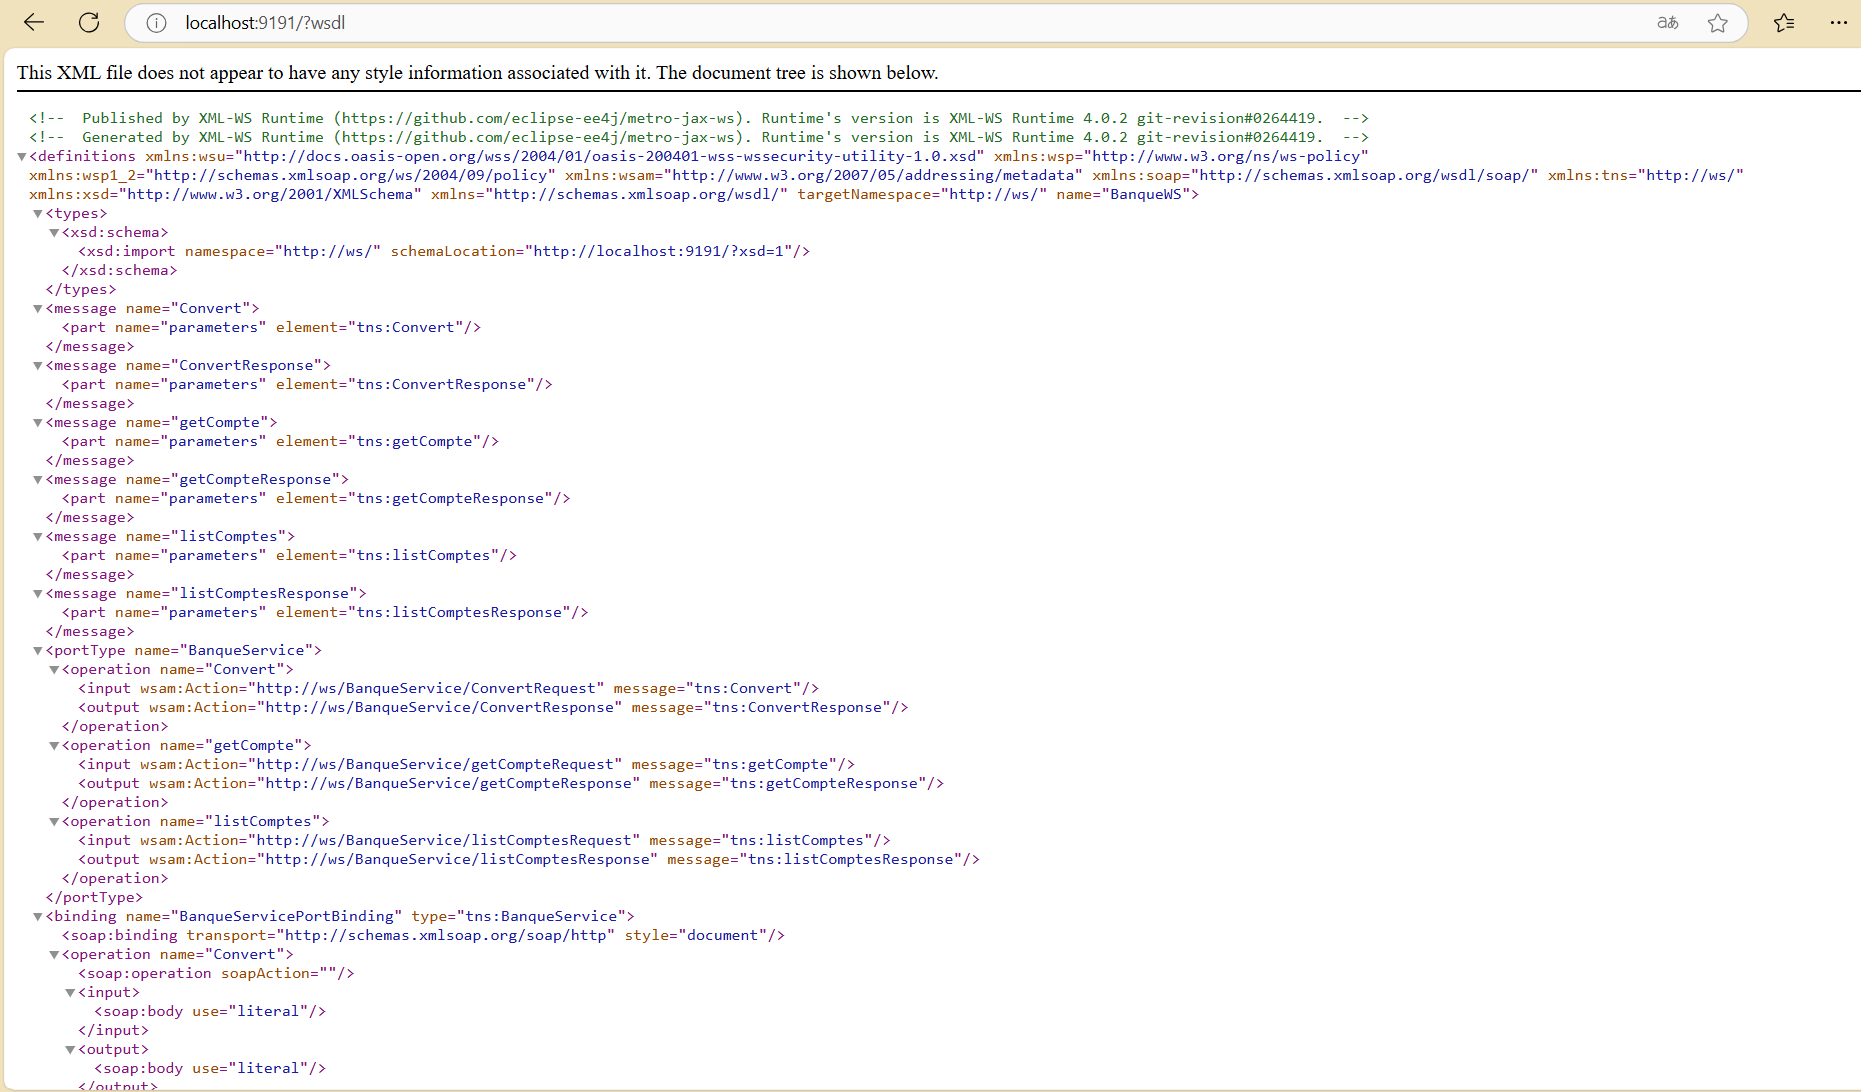 localhost:9191/?wsdl
This XML file does not appear to have any style information associated with it. The document tree is shown below.
<!-- Published by XML-WS Runtime (https://github.com/eclipse-ee4j/metro-jax-ws). Runtime's version is XML-WS Runtime 4.0.2 git-revision#0264419. -->
<!-- Generated by XML-WS Runtime (https://github.com/eclipse-ee4j/metro-jax-ws). Runtime's version is XML-WS Runtime 4.0.2 git-revision#0264419. -->
<definitions xmlns:wsu="http://docs.oasis-open.org/wss/2004/01/oasis-200401-wss-wssecurity-utility-1.0.xsd" xmlns:wsp="http://www.w3.org/ns/ws-policy"
xmlns:wsp1_2="http://schemas.xmlsoap.org/ws/2004/09/policy" xmlns:wsam="http://www.w3.org/2007/05/addressing/metadata" xmlns:soap="http://schemas.xmlsoap.org/wsdl/soap/" xmlns:tns="http://ws/"
xmlns:xsd="http://www.w3.org/2001/XMLSchema" xmlns="http://schemas.xmlsoap.org/wsdl/" targetNamespace="http://ws/" name="BanqueWS">
<types>
<xsd:schema>
<xsd:import namespace="http://ws/" schemaLocation="http://localhost:9191/?xsd=1"/>
</xsd:schema>
</types>
<message name="Convert">
<part name="parameters" element="tns:Convert"/>
</message>
<message name="ConvertResponse">
<part name="parameters" element="tns:ConvertResponse"/>
</message>
<message name="getCompte">
<part name="parameters" element="tns:getCompte"/>
</message>
<message name="getCompteResponse">
<part name="parameters" element="tns:getCompteResponse"/>
</message>
<message name="listComptes">
<part name="parameters" element="tns:listComptes"/>
</message>
<message name="listComptesResponse">
<part name="parameters" element="tns:listComptesResponse"/>
</message>
<portType name="BanqueService">
<operation name="Convert">
<input wsam:Action="http://ws/BanqueService/ConvertRequest" message="tns:Convert"/>
<output wsam:Action="http://ws/BanqueService/ConvertResponse" message="tns:ConvertResponse"/>
</operation>
<operation name="getCompte">
<input wsam:Action="http://ws/BanqueService/getCompteRequest" message="tns:getCompte"/>
<output wsam:Action="http://ws/BanqueService/getCompteResponse" message="tns:getCompteResponse"/>
</operation>
<operation name="listComptes">
<input wsam:Action="http://ws/BanqueService/listComptesRequest" message="tns:listComptes"/>
<output wsam:Action="http://ws/BanqueService/listComptesResponse" message="tns:listComptesResponse"/>
</operation>
</portType>
<binding name="BanqueServicePortBinding" type="tns:BanqueService">
<soap:binding transport="http://schemas.xmlsoap.org/soap/http" style="document"/>
<operation name="Convert">
<soap:operation soapAction=""/>
<input>
<soap:body use="literal"/>
</input>
<output>
<soap:body use="literal"/>
</output>